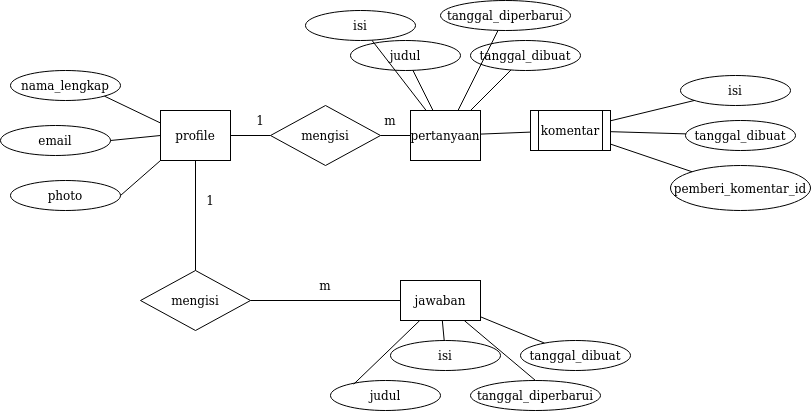 tanggal_diperbarui
isi
judul
tanggal_dibuat
nama_lengkap
isi
1
m
profile
mengisi
pertanyaan
komentar
tanggal_dibuat
email
pemberi_komentar_id
photo
1
m
mengisi
jawaban
isi
tanggal_dibuat
judul
tanggal_diperbarui